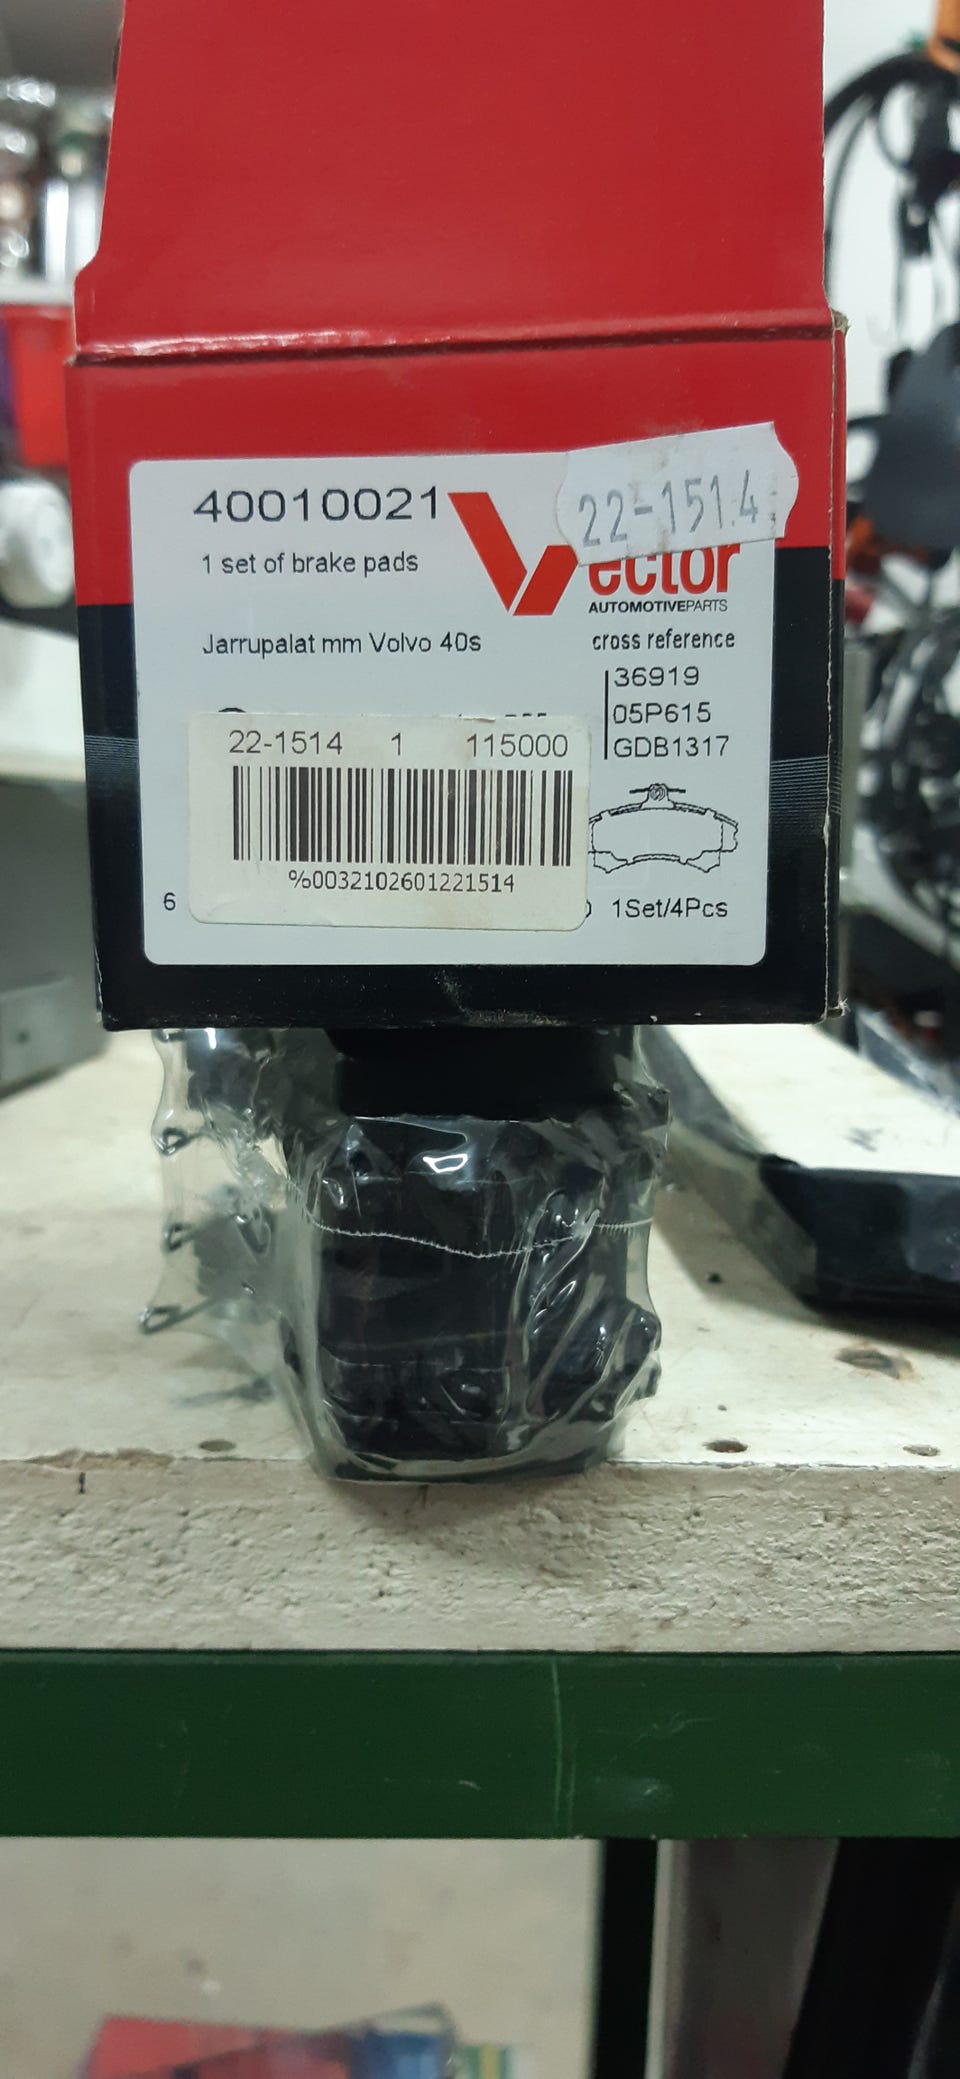 40010021
22-151.4
ector
AUTOMOTIVEPARTS
1 set of brake pads
Jarrupalat mm Volvo 40s
cross reference
36919
05P615
GDB1317
22-1514 1 115000
%0032102601221514
6
1Set/4Pcs